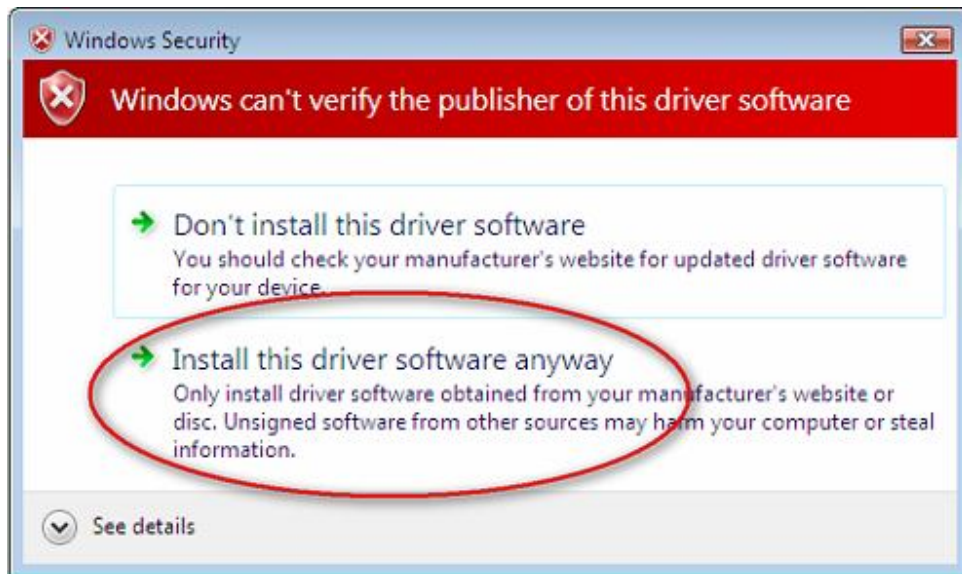 Windows Security
Windows can't verify the publisher of this driver software
Don't install this driver software
You should check your manufacturer's website for updated driver software
for your device.
Install this driver software anyway
Only install driver software obtained from your manufacturer's website or
disc. Unsigned software from other sources may harm your computer or steal
information.
See details